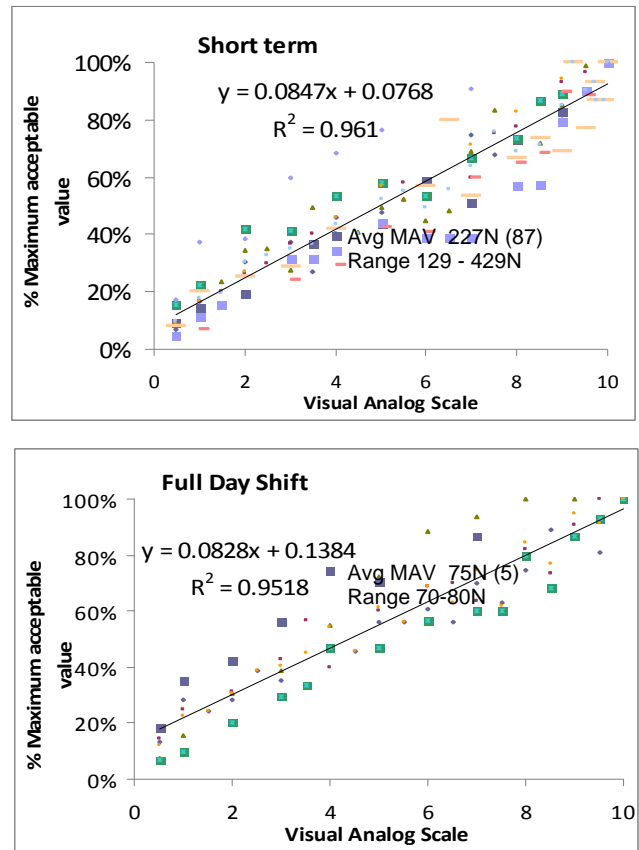 Short term
y = 0.0847x + 0.0768
R² = 0.961
Avg MAV 227N (87)
Range 129 - 429N
% Maximum acceptable
value
100%
80%
60%
40%
20%
0%
0 2 4 6 8 10
Visual Analog Scale
Full Day Shift
y = 0.0828x + 0.1384
R² = 0.9518
Avg MAV 75N (5)
Range 70-80N
% Maximum acceptable
value
100%
80%
60%
40%
20%
0%
0 2 4 6 8 10
Visual Analog Scale